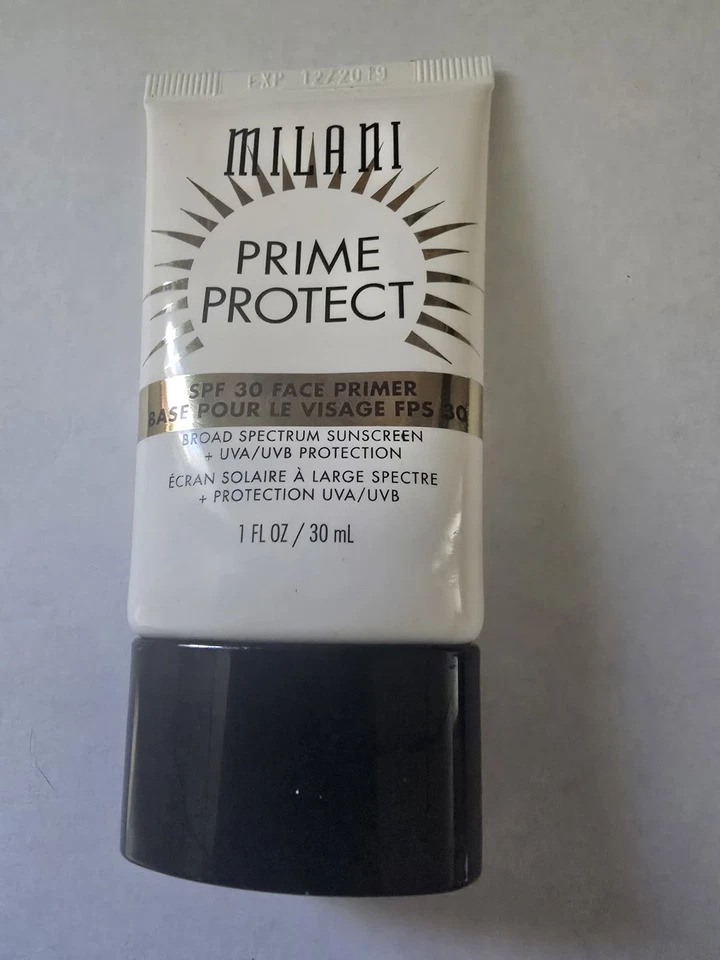 EXP 12/2019
MILANI
PRIME
PROTECT
SPF 30 FACE PRIMER
BASE POUR LE VISAGE FPS 30
BROAD SPECTRUM SUNSCREEN
+ UVA/UVB PROTECTION
ÉCRAN SOLAIRE À LARGE SPECTRE
+ PROTECTION UVA/UVB
1 FL OZ / 30 mL